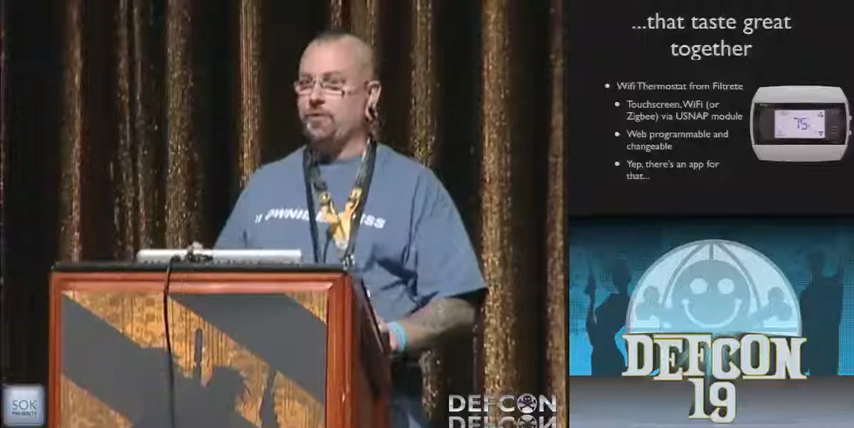 ...that taste great
together
Wifi Thermostat from Filtrete
Touchscreen, WiFi (or
Zigbee) via USNAP module
Web programmable and
changeable
Yep, there's an app for
that...
75
DEFCON
19
DEFCON
SOK